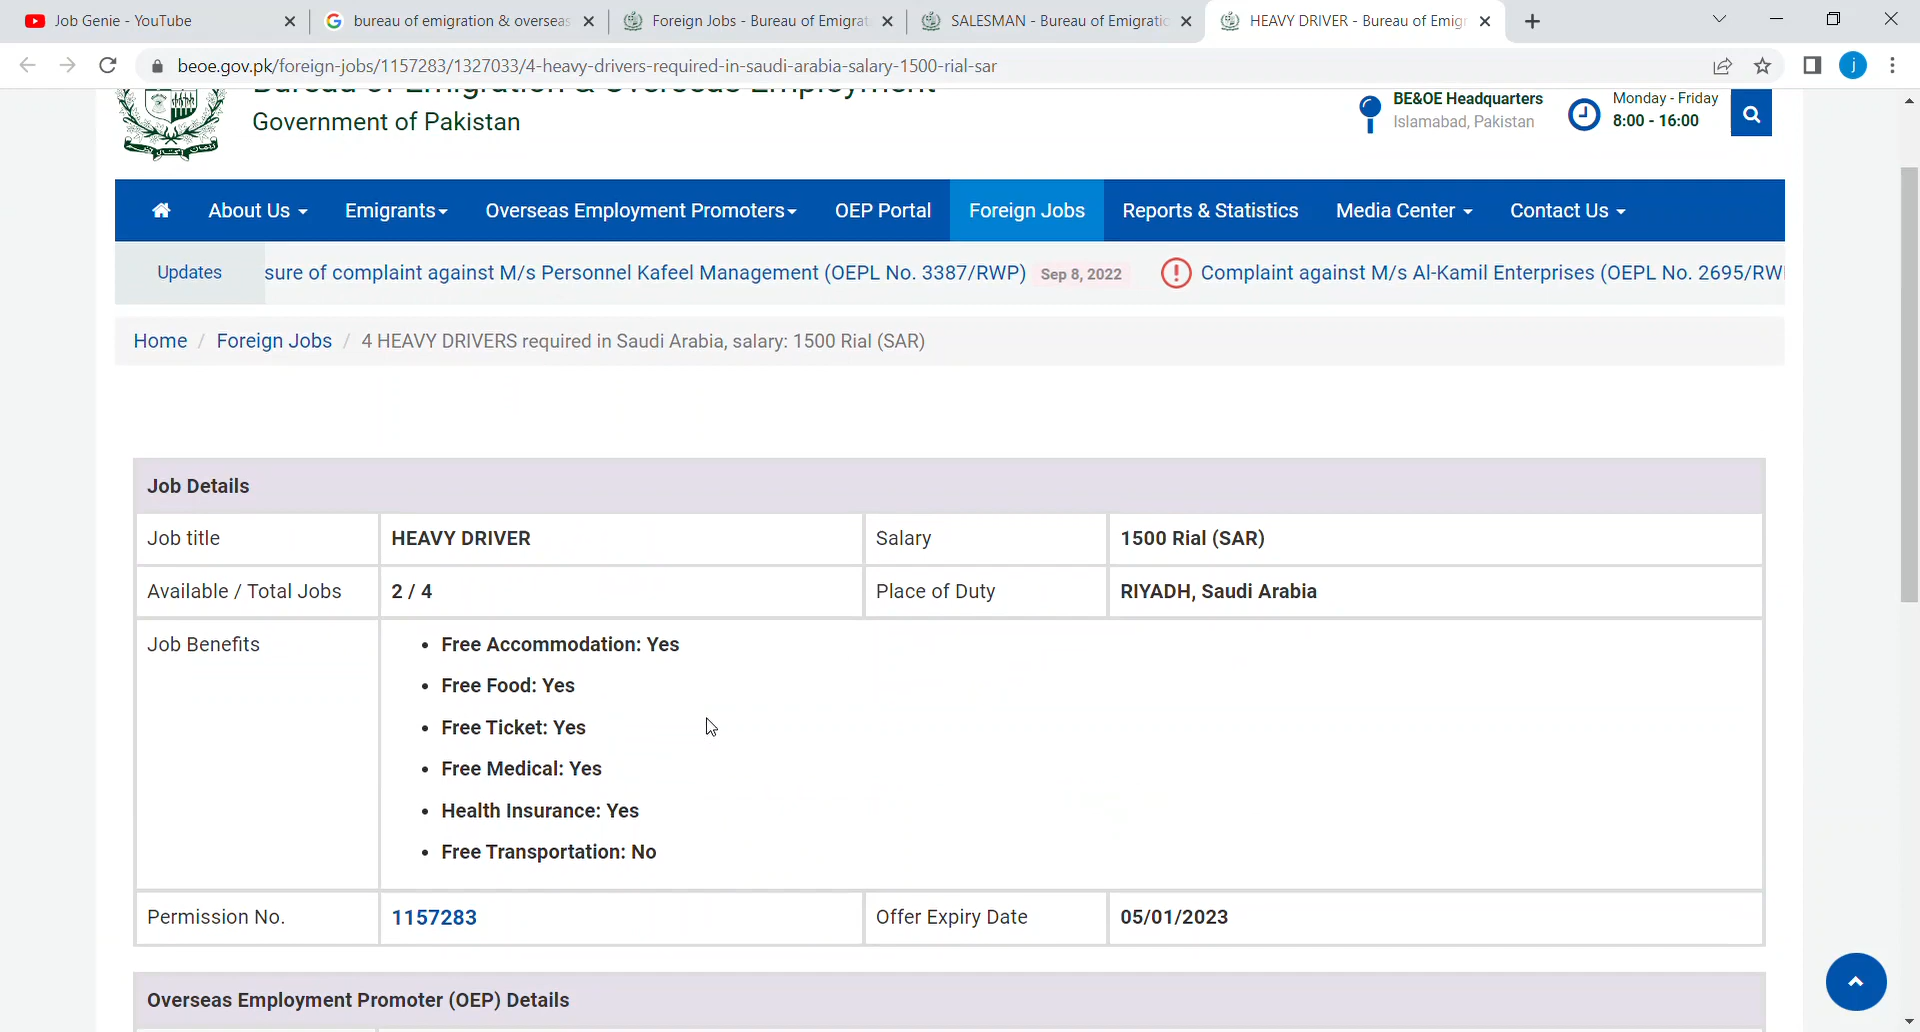 Job Genie - YouTube
bureau of emigration & overseas
Foreign Jobs - Bureau of Emigrat
SALESMAN - Bureau of Emigratic
HEAVY DRIVER - Bureau of Emigr
beoe.gov.pk/foreign-jobs/1157283/1327033/4-heavy-drivers-required-in-saudi-arabia-salary-1500-rial-sar
j
Bureau of Emigration & Overseas Employment
Government of Pakistan
BE&OE Headquarters
Islamabad, Pakistan
Monday - Friday
8:00 - 16:00
About Us
Emigrants
Overseas Employment Promoters
OEP Portal
Foreign Jobs
Reports & Statistics
Media Center
Contact Us
Updates
sure of complaint against M/s Personnel Kafeel Management (OEPL No. 3387/RWP) Sep 8, 2022
Complaint against M/s Al-Kamil Enterprises (OEPL No. 2695/RWI
Home / Foreign Jobs / 4 HEAVY DRIVERS required in Saudi Arabia, salary: 1500 Rial (SAR)
Job Details
Job title
HEAVY DRIVER
Salary
1500 Rial (SAR)
Available / Total Jobs
2 / 4
Place of Duty
RIYADH, Saudi Arabia
Job Benefits
• Free Accommodation: Yes
• Free Food: Yes
• Free Ticket: Yes
• Free Medical: Yes
• Health Insurance: Yes
• Free Transportation: No
Permission No.
1157283
Offer Expiry Date
05/01/2023
Overseas Employment Promoter (OEP) Details